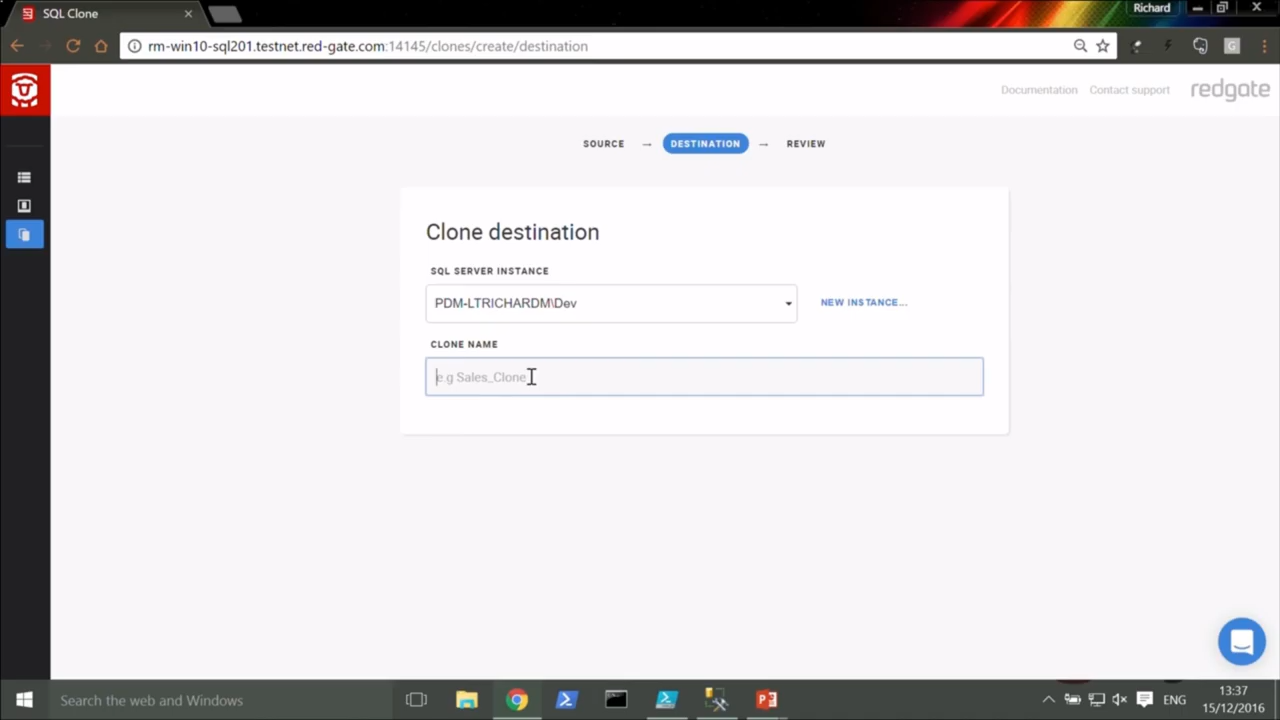 SQL Clone
Richard
rm-win10-sql201.testnet.red-gate.com:14145/clones/create/destination
Documentation Contact support redgate
SOURCE → DESTINATION → REVIEW
Clone destination
SQL SERVER INSTANCE
PDM-LTRICHARDM\Dev
NEW INSTANCE...
CLONE NAME
e.g Sales_Clone
Search the web and Windows
ENG
13:37
15/12/2016